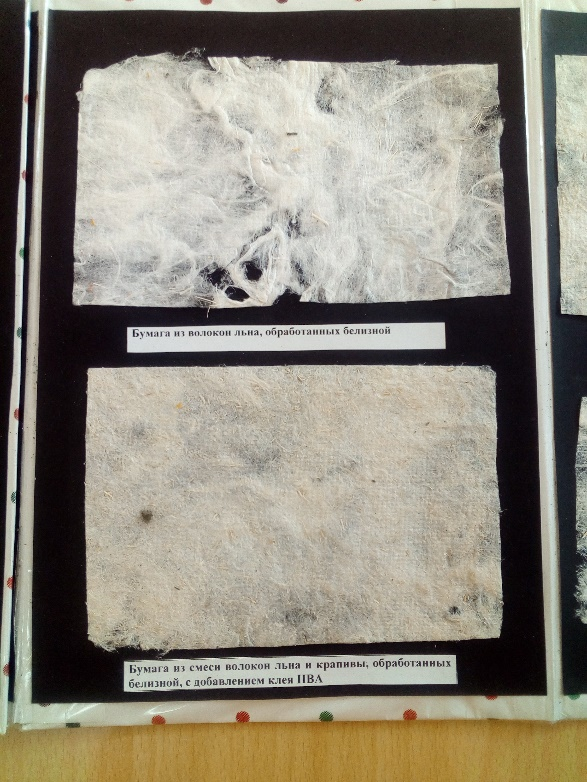 Бумага из волокон льна, обработанных белизной
Бумага из смеси волокон льна и крапивы, обработанных
белизной, с добавлением клея ПВА